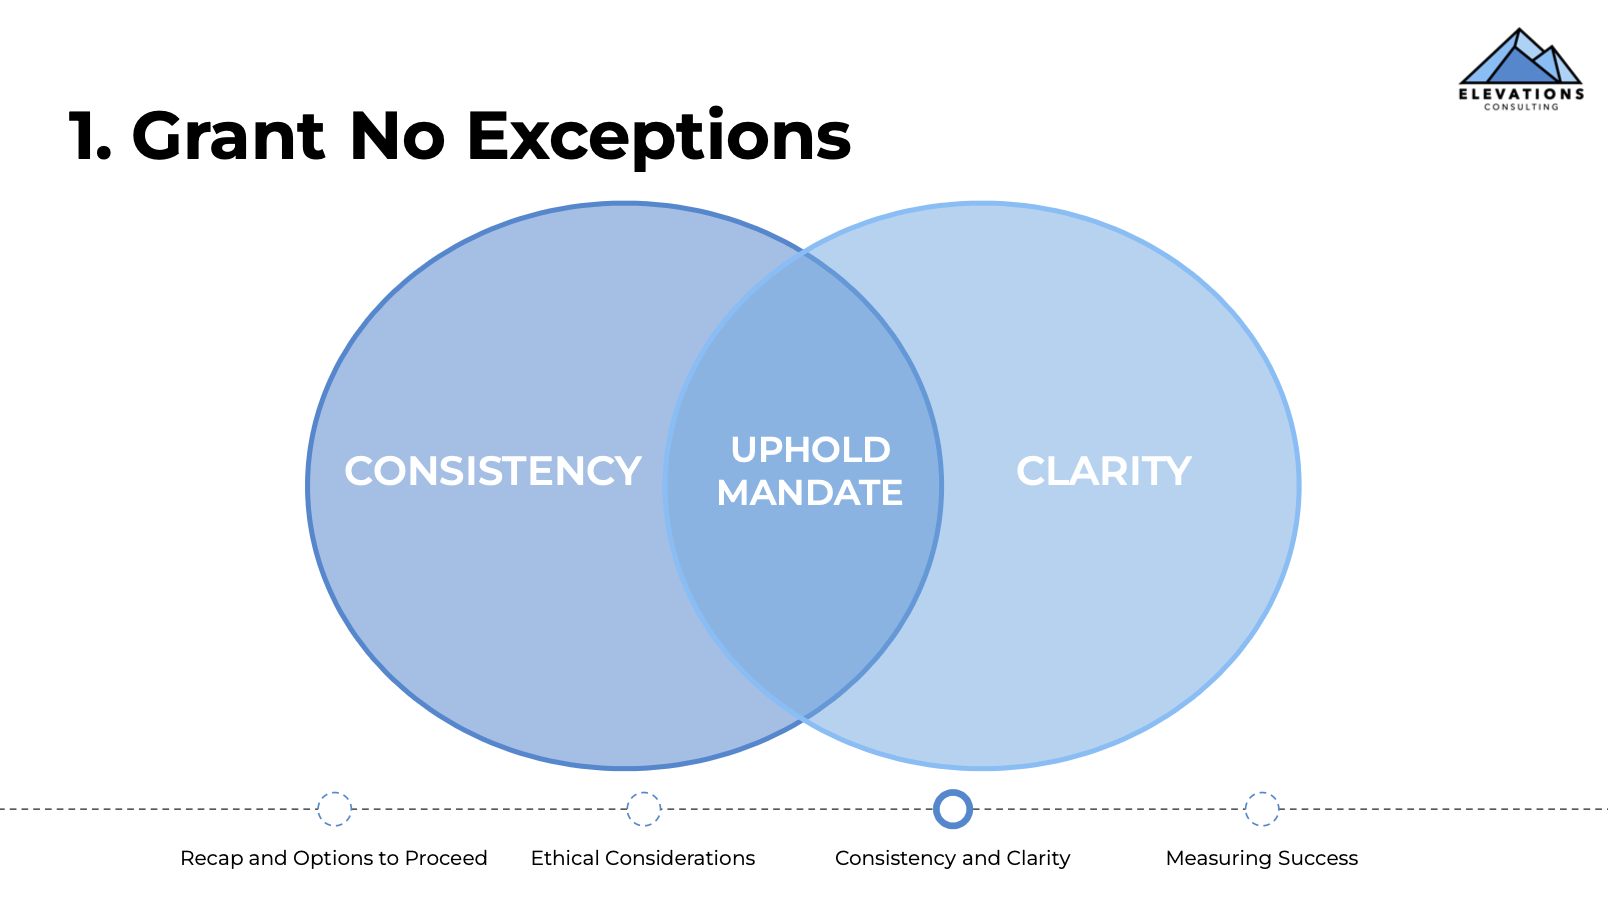 ELEVATIONS
CONSULTING
1. Grant No Exceptions
CONSISTENCY
UPHOLD
MANDATE
CLARITY
Recap and Options to Proceed
Ethical Considerations
Consistency and Clarity
Measuring Success